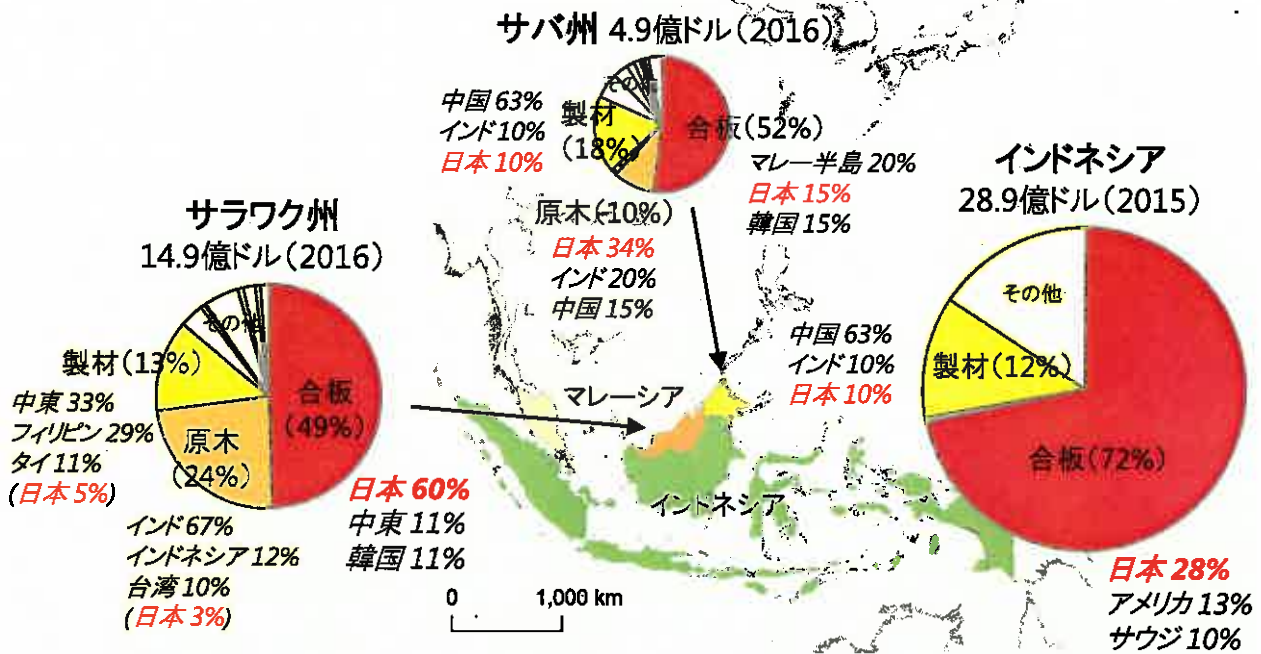 サバ州 4.9億ドル(2016)
中国 63%
インド 10%
日本 10%
製材
(18%)
その他
合板(52%)
マレー半島 20%
日本 15%
韓国 15%
原木(10%)
日本 34%
インド 20%
中国 15%
インドネシア
28.9億ドル(2015)
その他
製材(12%)
合板(72%)
日本 28%
アメリカ 13%
サウジ 10%
サラワク州
14.9億ドル(2016)
その他
製材(13%)
中東 33%
フィリピン 29%
タイ 11%
(日本 5%)
合板
(49%)
原木
(24%)
日本 60%
中東 11%
韓国 11%
インド 67%
インドネシア 12%
台湾 10%
(日本 3%)
中国 63%
インド 10%
日本 10%
マレーシア
インドネシア
0 1,000 km